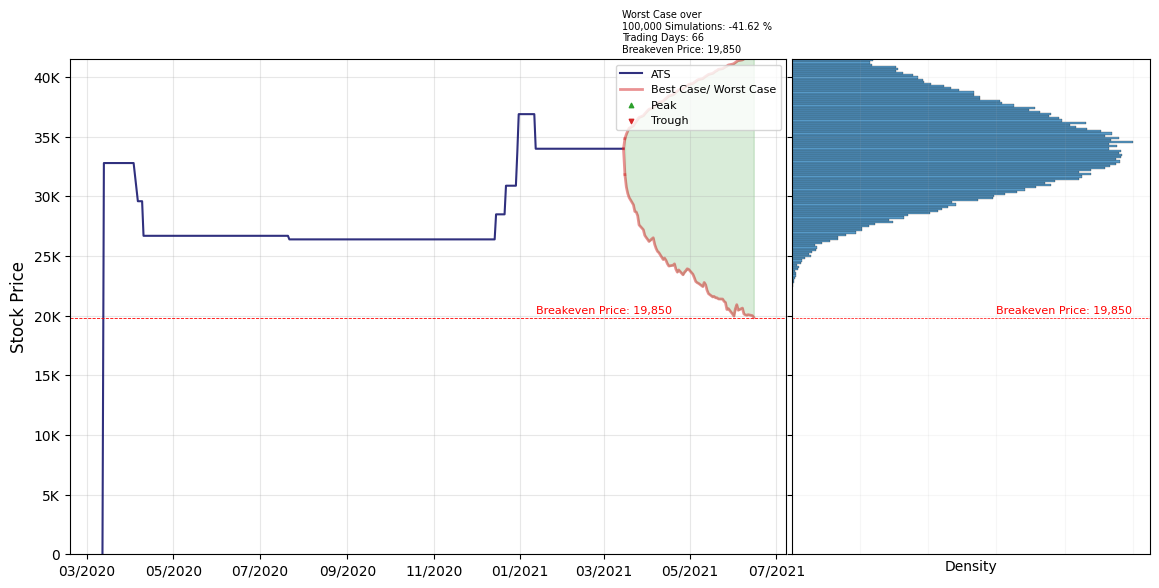 Worst Case over
100,000 Simulations: -41.62 %
Trading Days: 66
Breakeven Price: 19,850
ATS
Best Case/ Worst Case
Peak
Trough
40K
35K
30K
25K
20K
15K
10K
5K
0
Stock Price
Breakeven Price: 19,850
Breakeven Price: 19,850
03/2020
05/2020
07/2020
09/2020
11/2020
01/2021
03/2021
05/2021
07/2021
Density